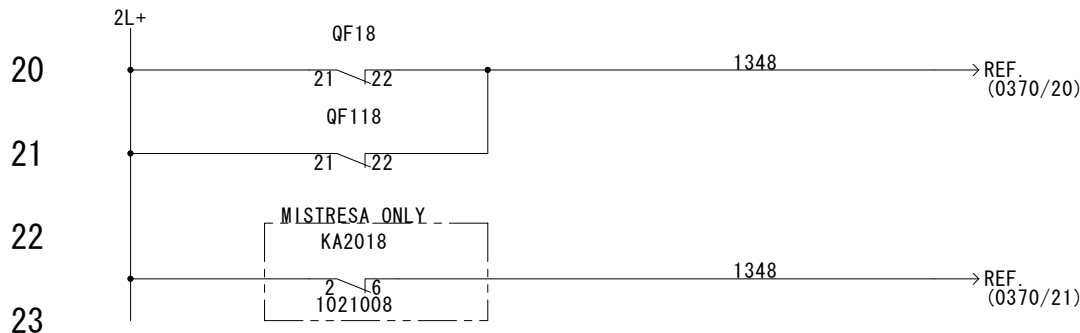 2L+
QF18
20
21 22
1348
REF.
(0370/20)
QF118
21
21 22
MISTRESA ONLY
22
KA2018
2 6
1348
REF.
(0370/21)
1021008
23